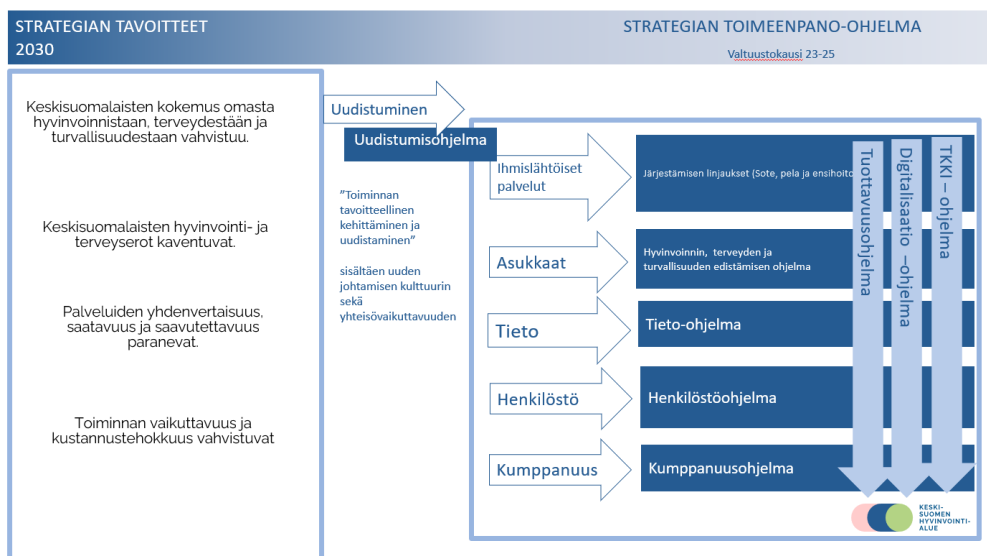 STRATEGIAN TAVOITTEET
2030
STRATEGIAN TOIMEENPANO-OHJELMA
Valtuustokausi 23-25
Keskisuomalaisten kokemus omasta
hyvinvoinnistaan, terveydestään ja
turvallisuudestaan vahvistuu.
Keskisuomalaisten hyvinvointi- ja
terveyserot kaventuvat.
Palveluiden yhdenvertaisuus,
saatavuus ja saavutettavuus
paranevat.
Toiminnan vaikuttavuus ja
kustannustehokkuus vahvistuvat
Uudistuminen
Uudistumisohjelma
”Toiminnan
tavoitteellinen
kehittäminen ja
uudistaminen”
sisältäen uuden
johtamisen kulttuurin
sekä
yhteisövaikuttavuuden
Ihmislähtöiset
palvelut
Järjestämisen linjaukset (Sote, pela ja ensihoito
Asukkaat
Hyvinvoinnin, terveyden ja
turvallisuuden edistämisen ohjelma
Tieto
Tieto-ohjelma
Henkilöstö
Henkilöstöohjelma
Kumppanuus
Kumppanuusohjelma
Tuottavuusohjelma
Digitalisaatio –ohjelma
TKKI – ohjelma
KESKI-
SUOMEN
HYVINVOINTI-
ALUE